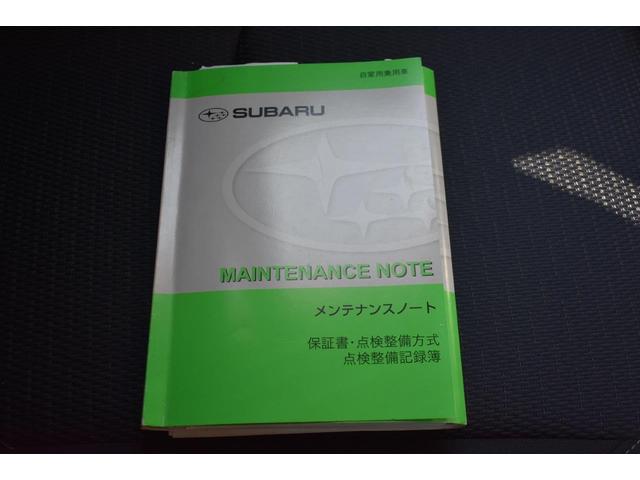 自家用乗用車
SUBARU
MAINTENANCE NOTE
メンテナンスノート
保証書・点検整備方式
点検整備記録簿